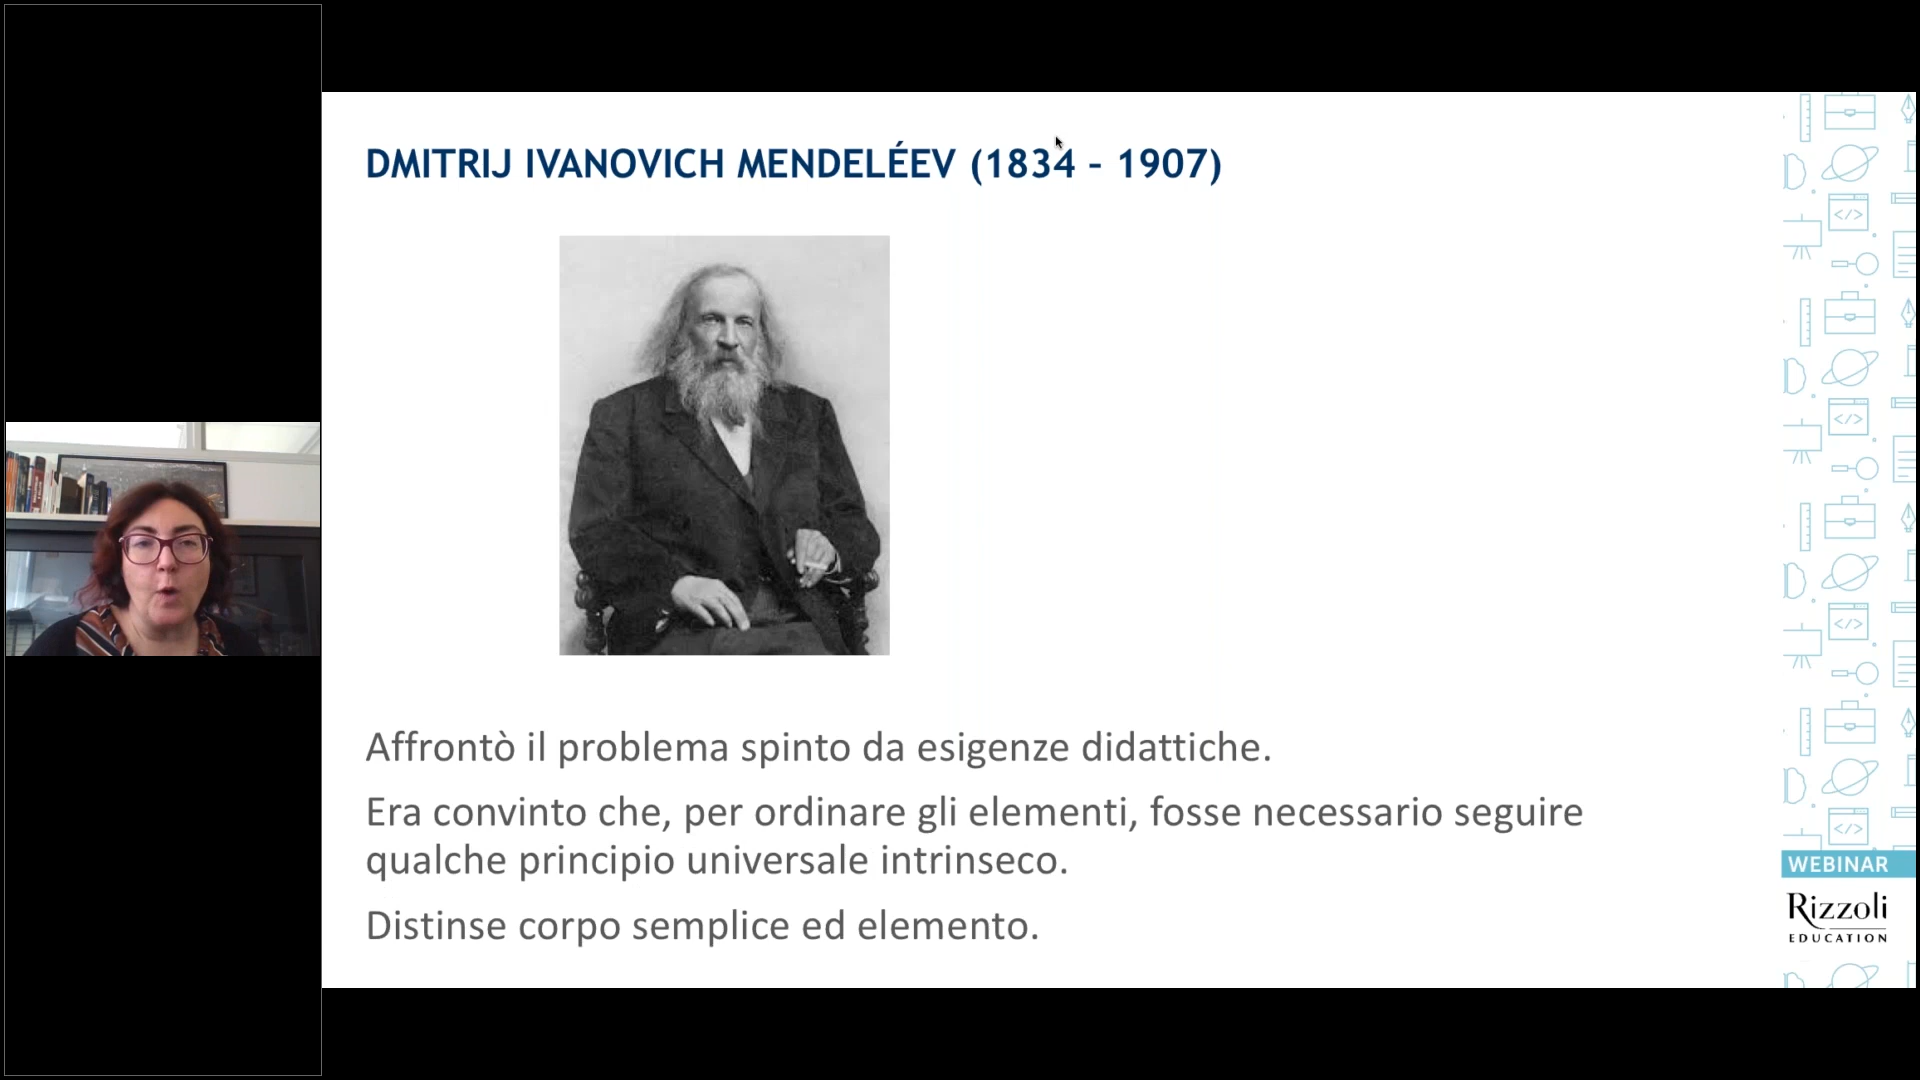 DMITRIJ IVANOVICH MENDELÉEV (1834 – 1907)
Affrontò il problema spinto da esigenze didattiche.
Era convinto che, per ordinare gli elementi, fosse necessario seguire
qualche principio universale intrinseco.
Distinse corpo semplice ed elemento.
WEBINAR
Rizzoli
EDUCATION